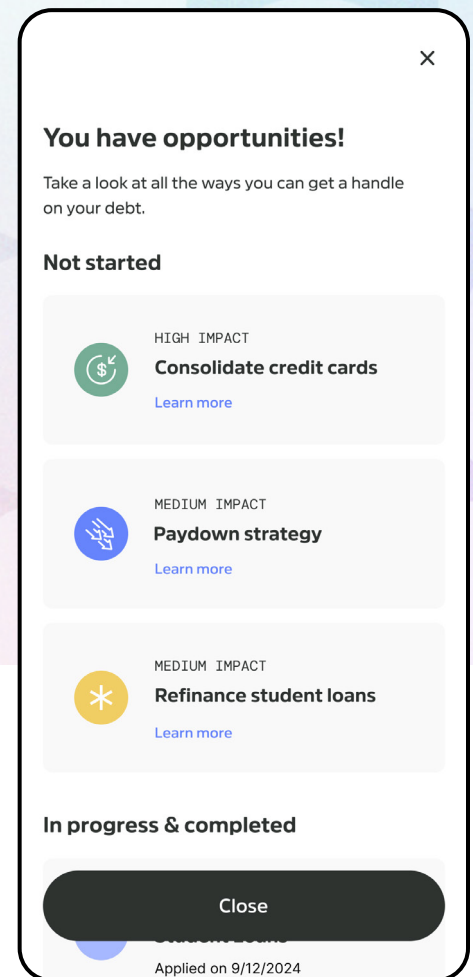 You have opportunities!
Take a look at all the ways you can get a handle
on your debt.
Not started
HIGH IMPACT
Consolidate credit cards
Learn more
MEDIUM IMPACT
Paydown strategy
Learn more
MEDIUM IMPACT
Refinance student loans
Learn more
In progress & completed
Close
Student Loans
Applied on 9/12/2024